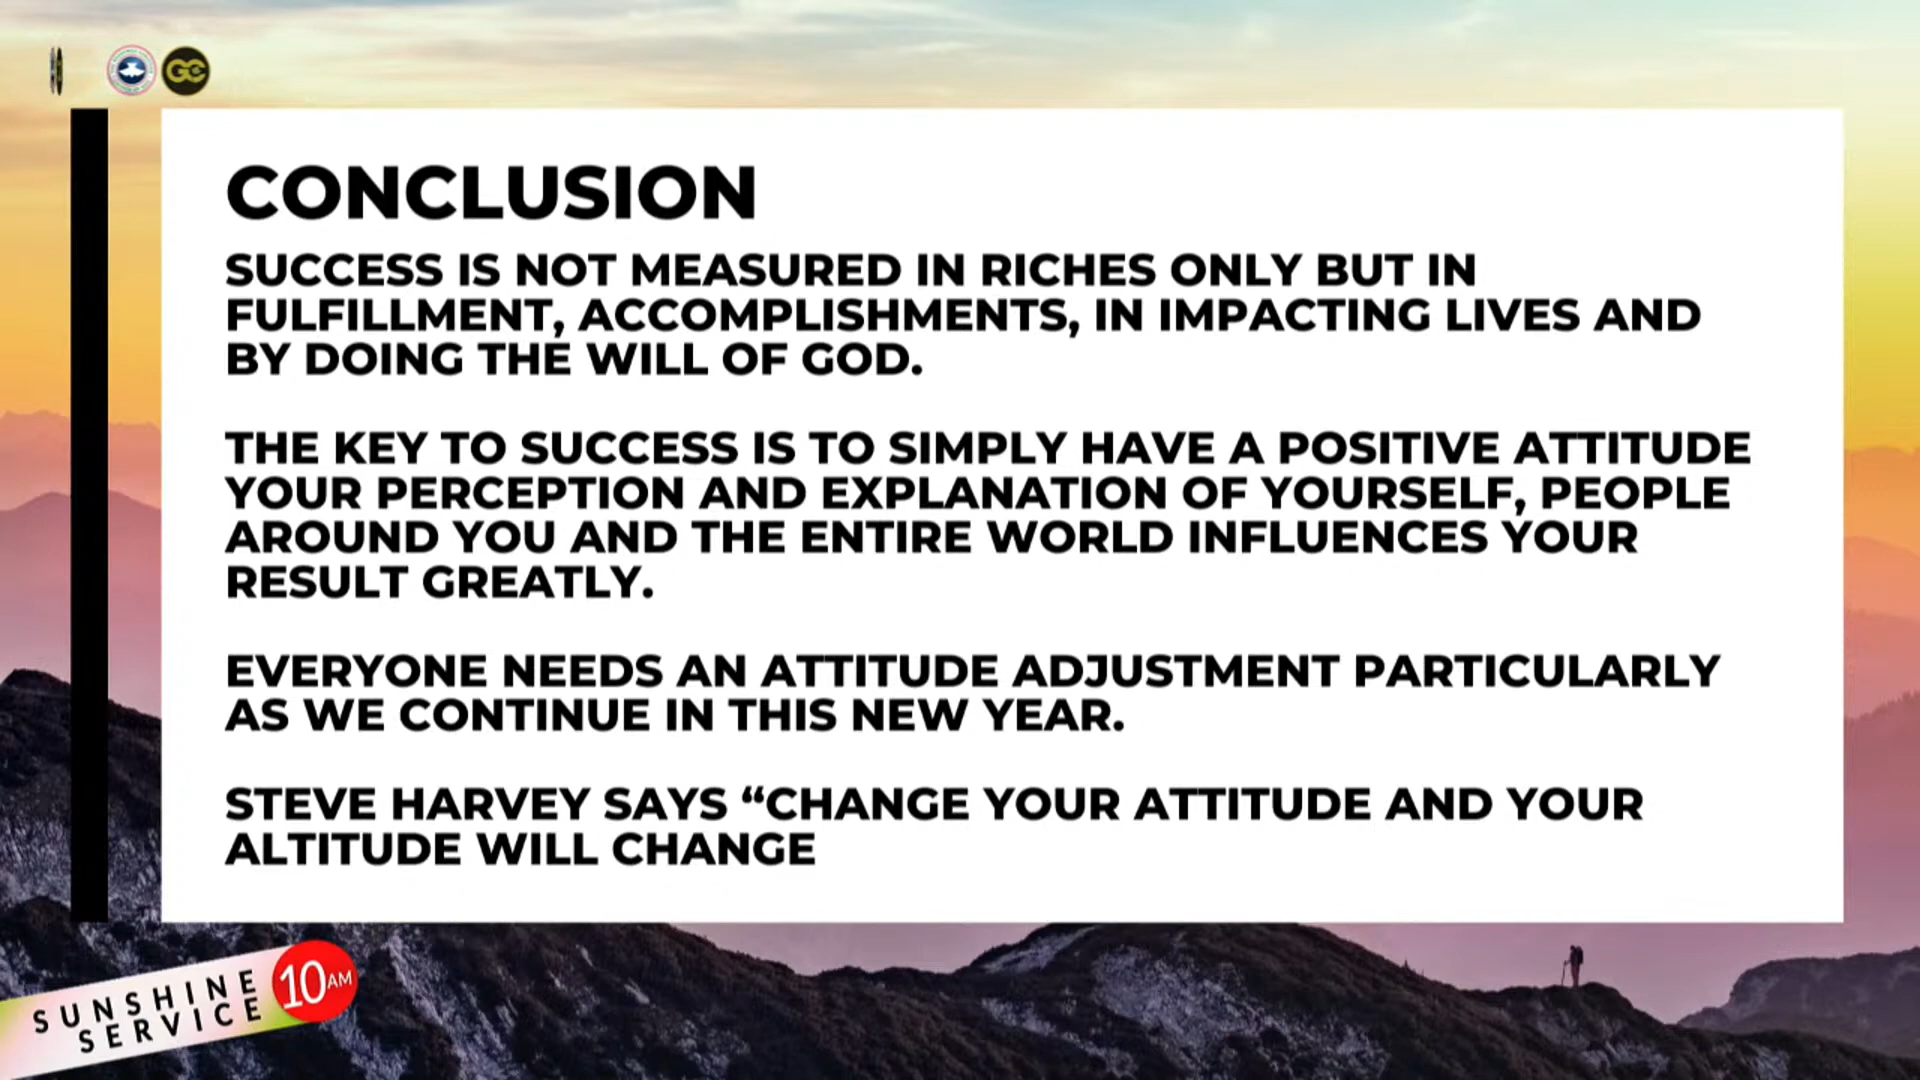 GC
CONCLUSION
SUCCESS IS NOT MEASURED IN RICHES ONLY BUT IN
FULFILLMENT, ACCOMPLISHMENTS, IN IMPACTING LIVES AND
BY DOING THE WILL OF GOD.
THE KEY TO SUCCESS IS TO SIMPLY HAVE A POSITIVE ATTITUDE
YOUR PERCEPTION AND EXPLANATION OF YOURSELF, PEOPLE
AROUND YOU AND THE ENTIRE WORLD INFLUENCES YOUR
RESULT GREATLY.
EVERYONE NEEDS AN ATTITUDE ADJUSTMENT PARTICULARLY
AS WE CONTINUE IN THIS NEW YEAR.
STEVE HARVEY SAYS “CHANGE YOUR ATTITUDE AND YOUR
ALTITUDE WILL CHANGE
SUNSHINE
SERVICE
10AM